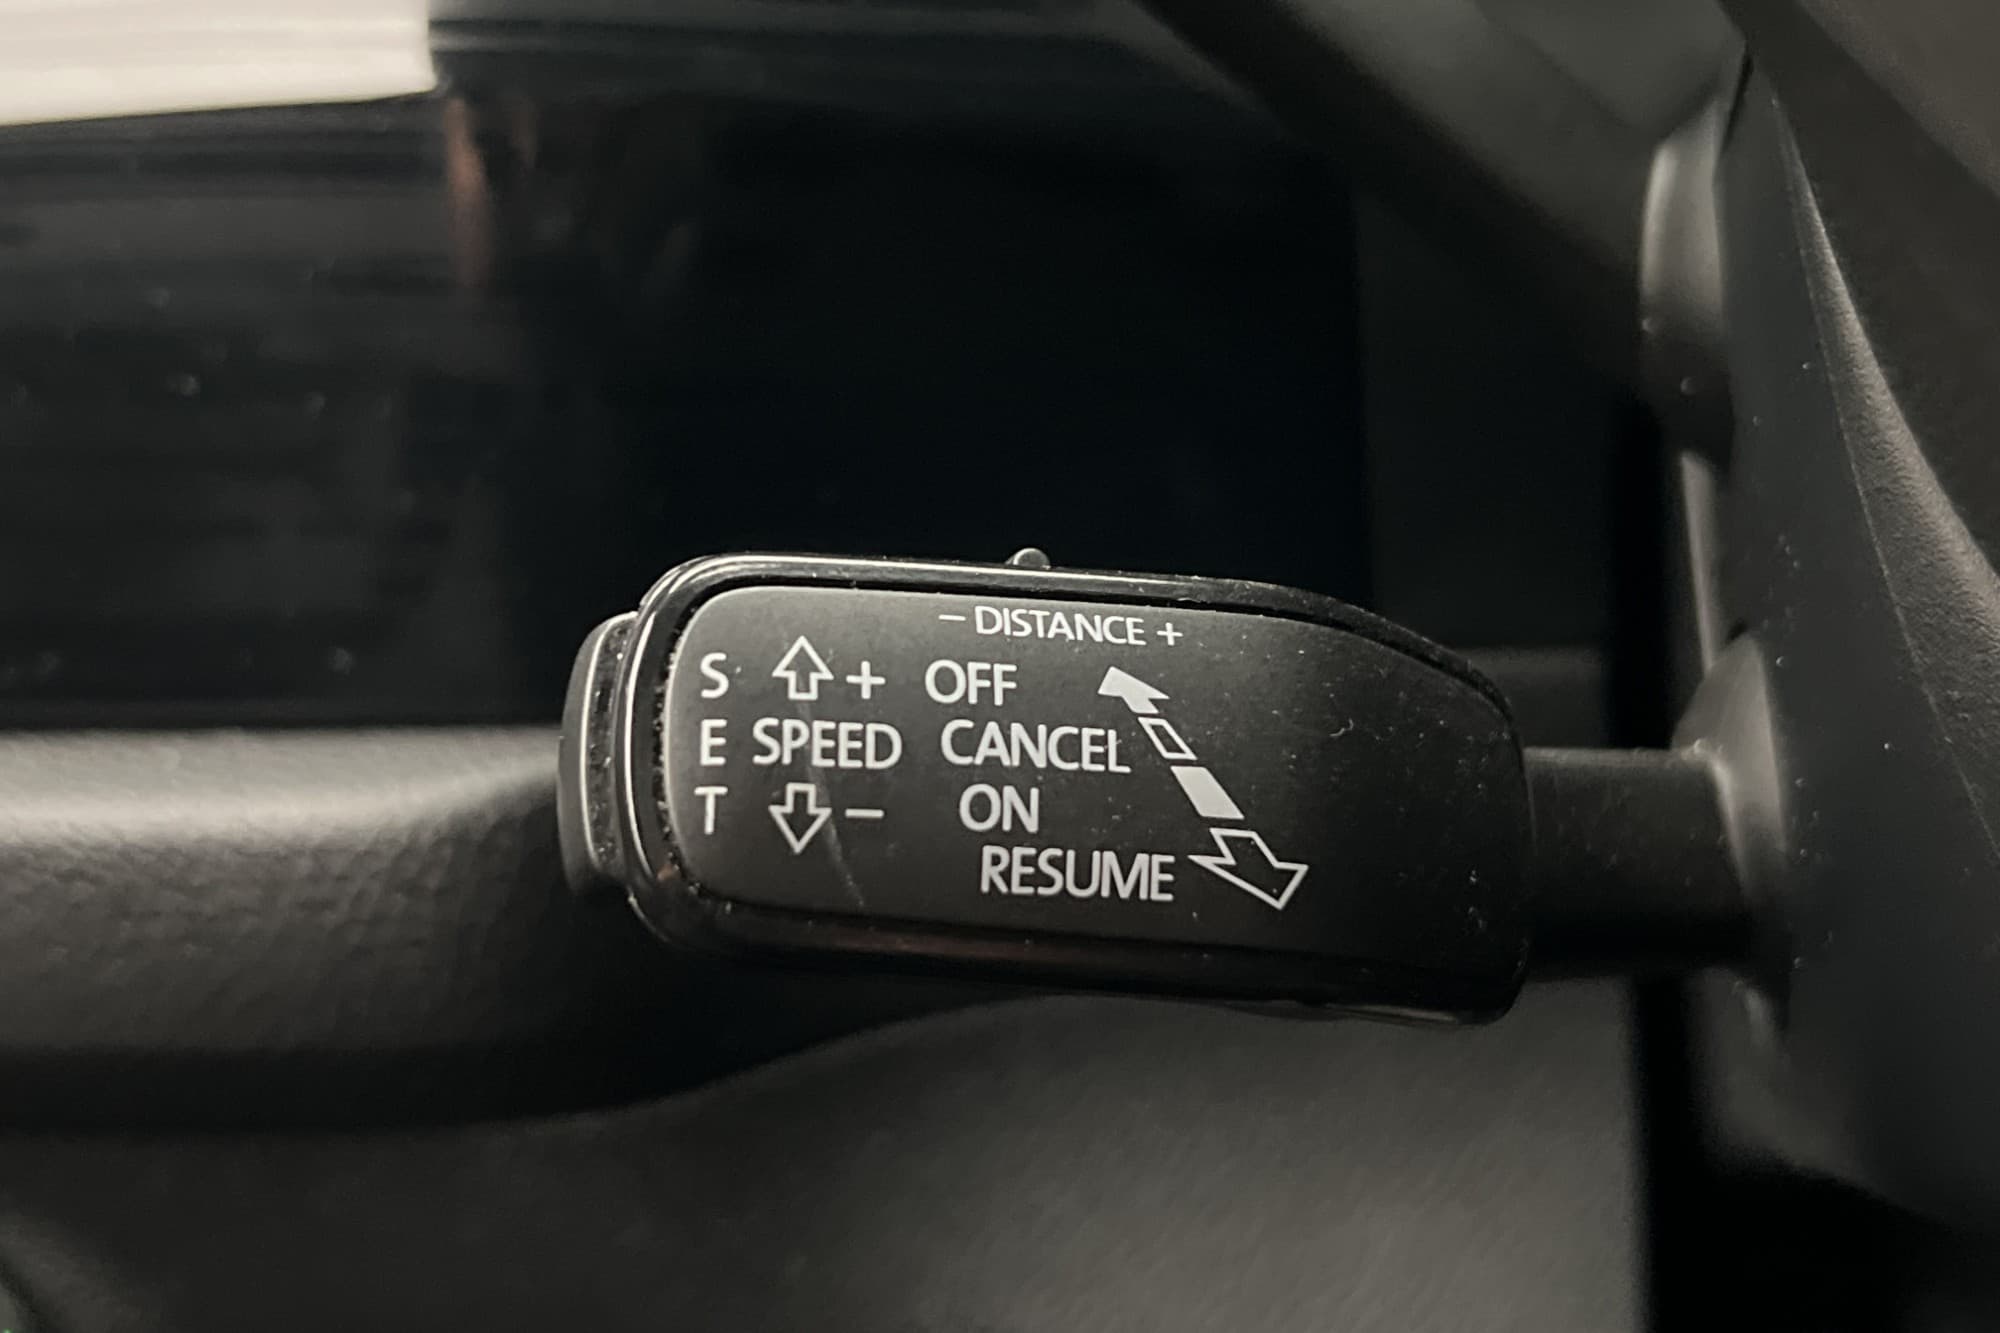 – DISTANCE +
S + OFF
E SPEED CANCEL
T – ON
RESUME